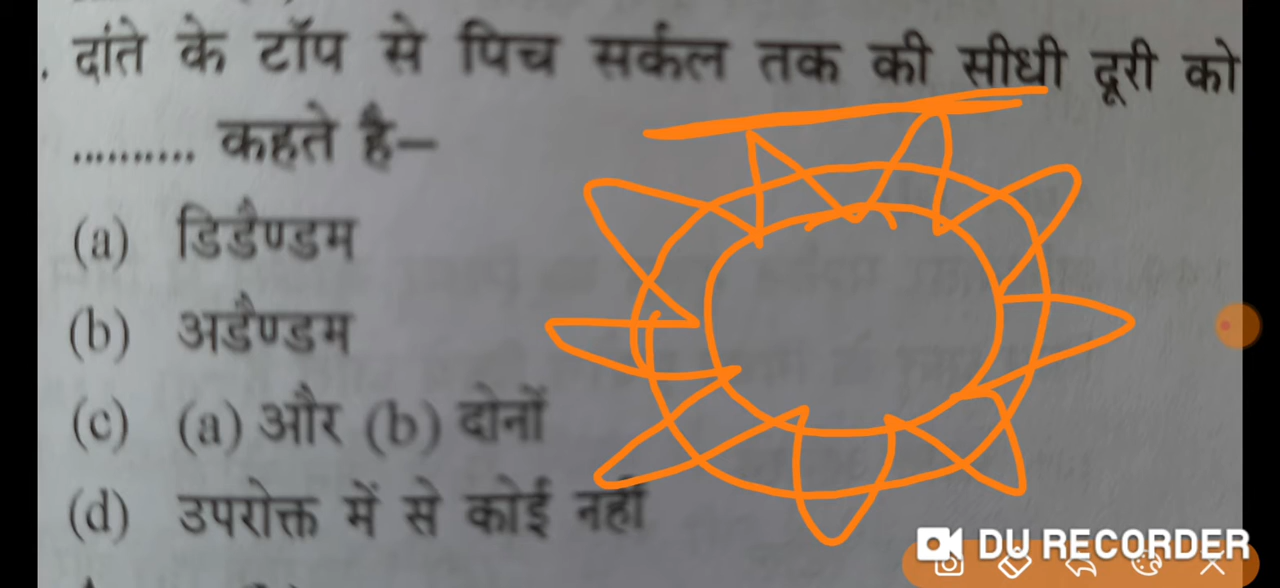 . दांते के टॉप से पिच सर्कल तक की सीधी दूरी को
.......... कहते है–
(a) डिडैण्डम
(b) अडैण्डम
(c) (a) और (b) दोनों
(d) उपरोक्त में से कोई नहीं
DU RECORDER